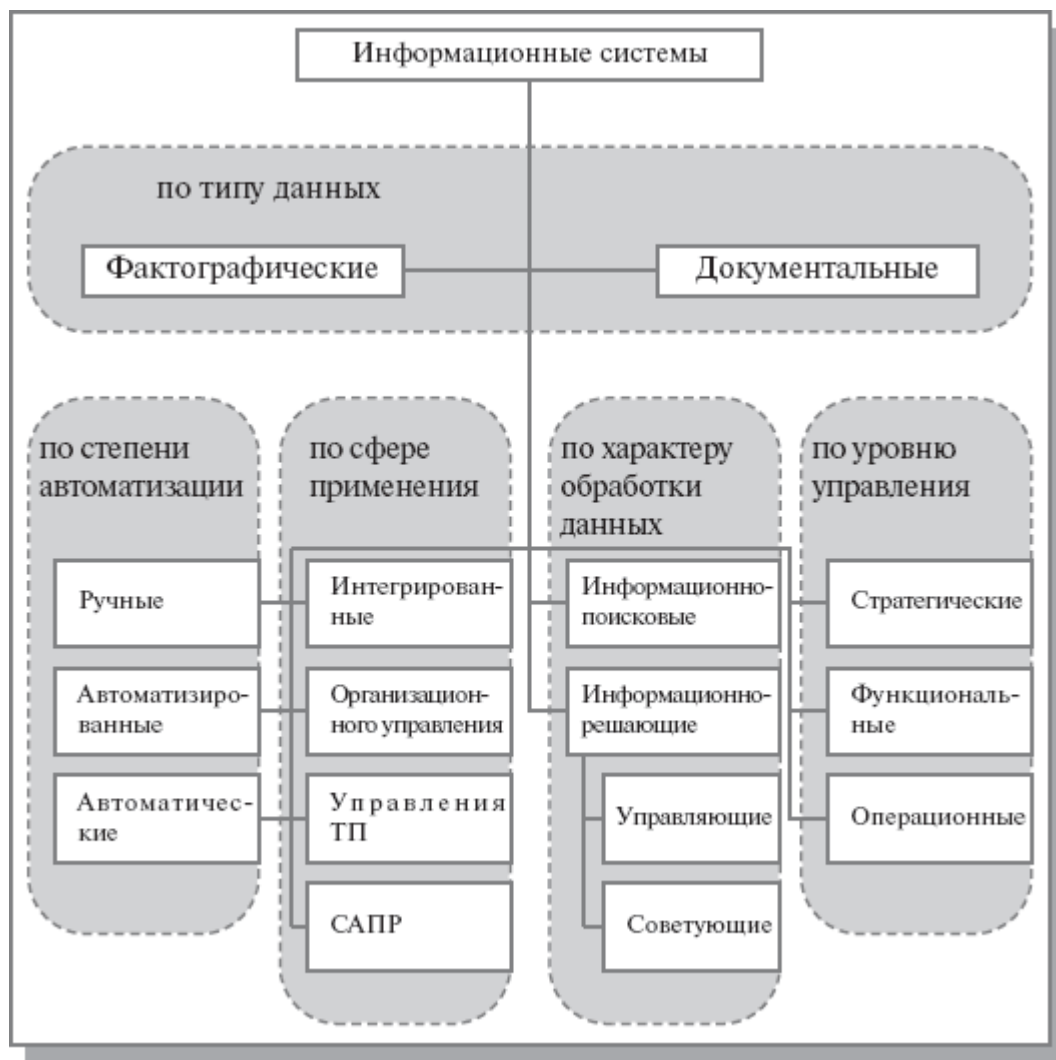 Информационные системы
по типу данных
Фактографические
Документальные
по степени
автоматизации
Ручные
Автоматизиро-
ванные
Автоматичес-
кие
по сфере
применения
Интегрирован-
ные
Организацион-
ного управления
Управления
ТП
САПР
по характеру
обработки
данных
Информационно-
поисковые
Информационно-
решающие
Управляющие
Советующие
по уровню
управления
Стратегические
Функциональ-
ные
Операционные